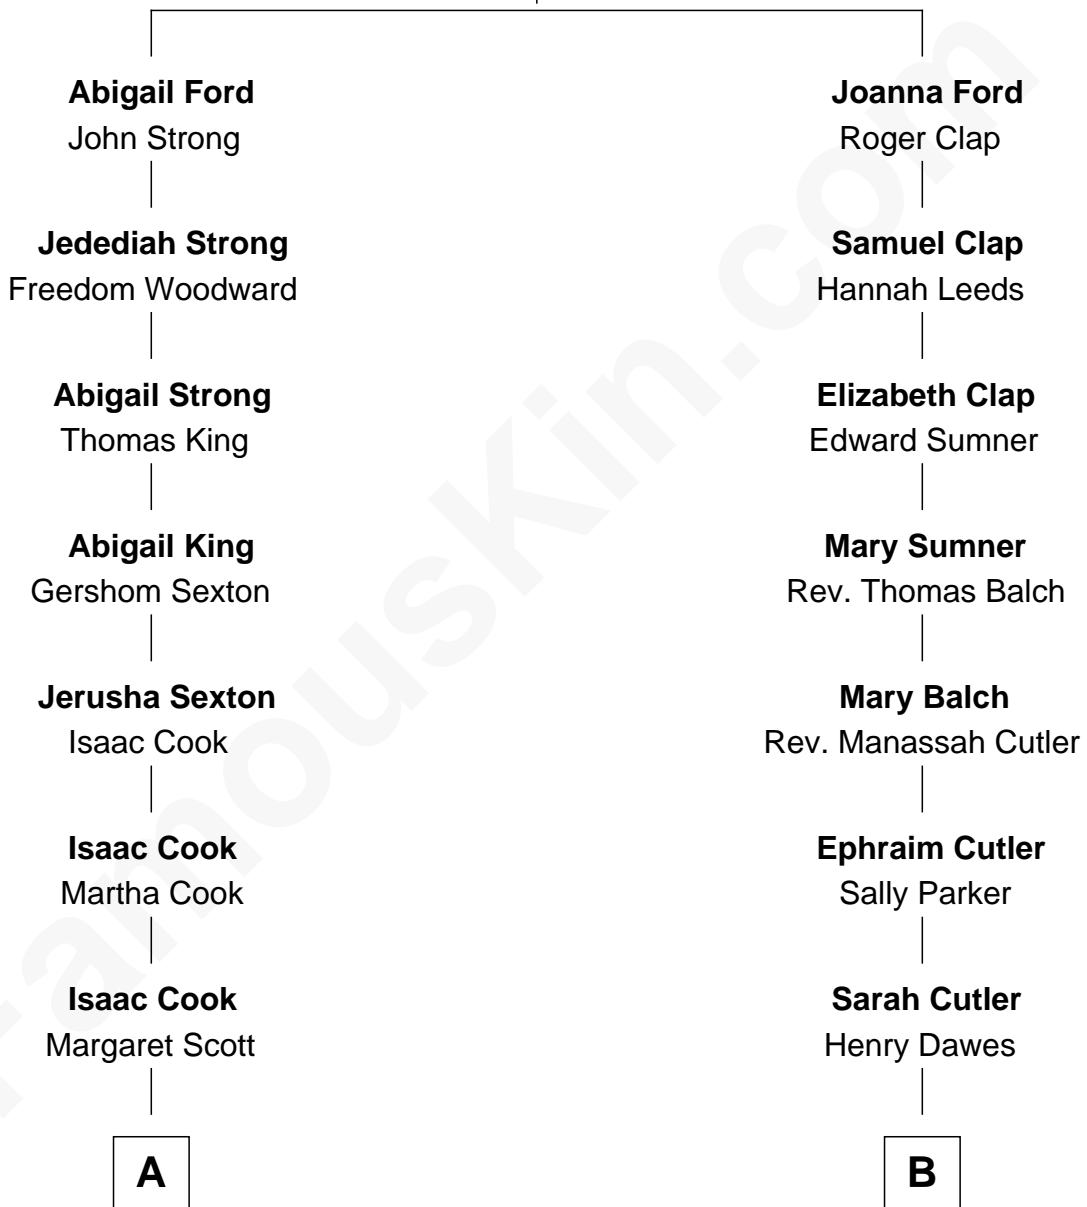 Abigail Ford
John Strong
Jedediah Strong
Freedom Woodward
Abigail Strong
Thomas King
Abigail King
Gershom Sexton
Jerusha Sexton
Isaac Cook
Isaac Cook
Martha Cook
Isaac Cook
Margaret Scott
A
Joanna Ford
Roger Clap
Samuel Clap
Hannah Leeds
Elizabeth Clap
Edward Sumner
Mary Sumner
Rev. Thomas Balch
Mary Balch
Rev. Manassah Cutler
Ephraim Cutler
Sally Parker
Sarah Cutler
Henry Dawes
B
FamousKin.com